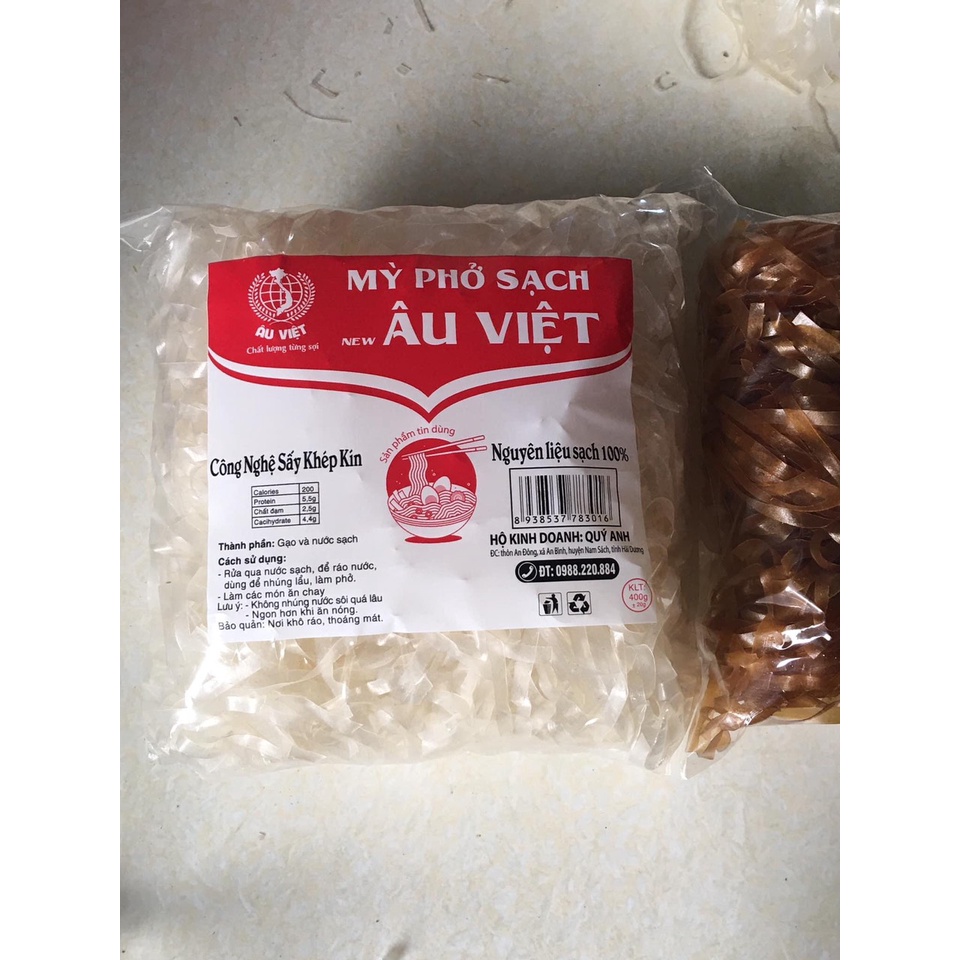 MỲ PHỞ SẠCH
NEW ÂU VIỆT
ÂU VIỆT
Chất lượng từng sợi
Sản phẩm tin dùng
Công Nghệ Sấy Khép Kín
Nguyên liệu sạch 100%
Calories 200
Protein 5,5g
Chất đạm 2,5g
Cacihydrate 4,4g
8 938537 783016
Thành phần: Gạo và nước sạch
Cách sử dụng:
- Rửa qua nước sạch, để ráo nước,
dùng để nhúng lẩu, làm phở.
- Làm các món ăn chay
Lưu ý: - Không nhúng nước sôi quá lâu
- Ngon hơn khi ăn nóng.
Bảo quản: Nơi khô ráo, thoáng mát.
HỘ KINH DOANH: QUÝ ANH
ĐC: thôn An Đông, xã An Bình, huyện Nam Sách, tỉnh Hải Dương
ĐT: 0988.220.884
KLT:
400g
± 20g